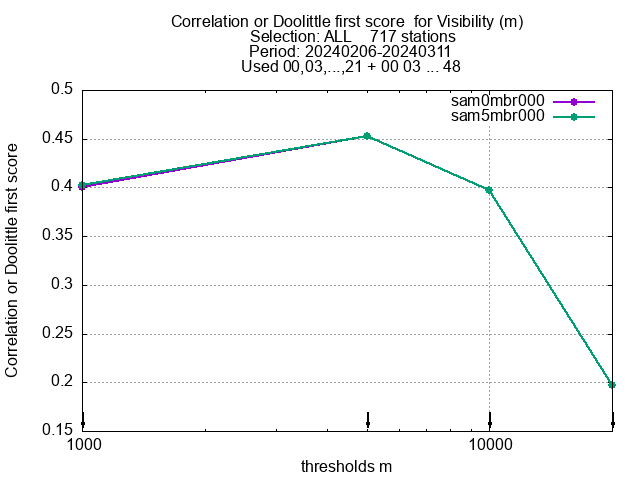 Correlation or Doolittle first score  for Visibility (m)
Selection: ALL    717 stations
Period: 20240206-20240311
Used 00,03,...,21 + 00 03 ... 48
sam0mbr000
sam5mbr000
0.5
0.45
0.4
0.35
0.3
0.25
0.2
0.15
Correlation or Doolittle first score
1000
10000
thresholds m